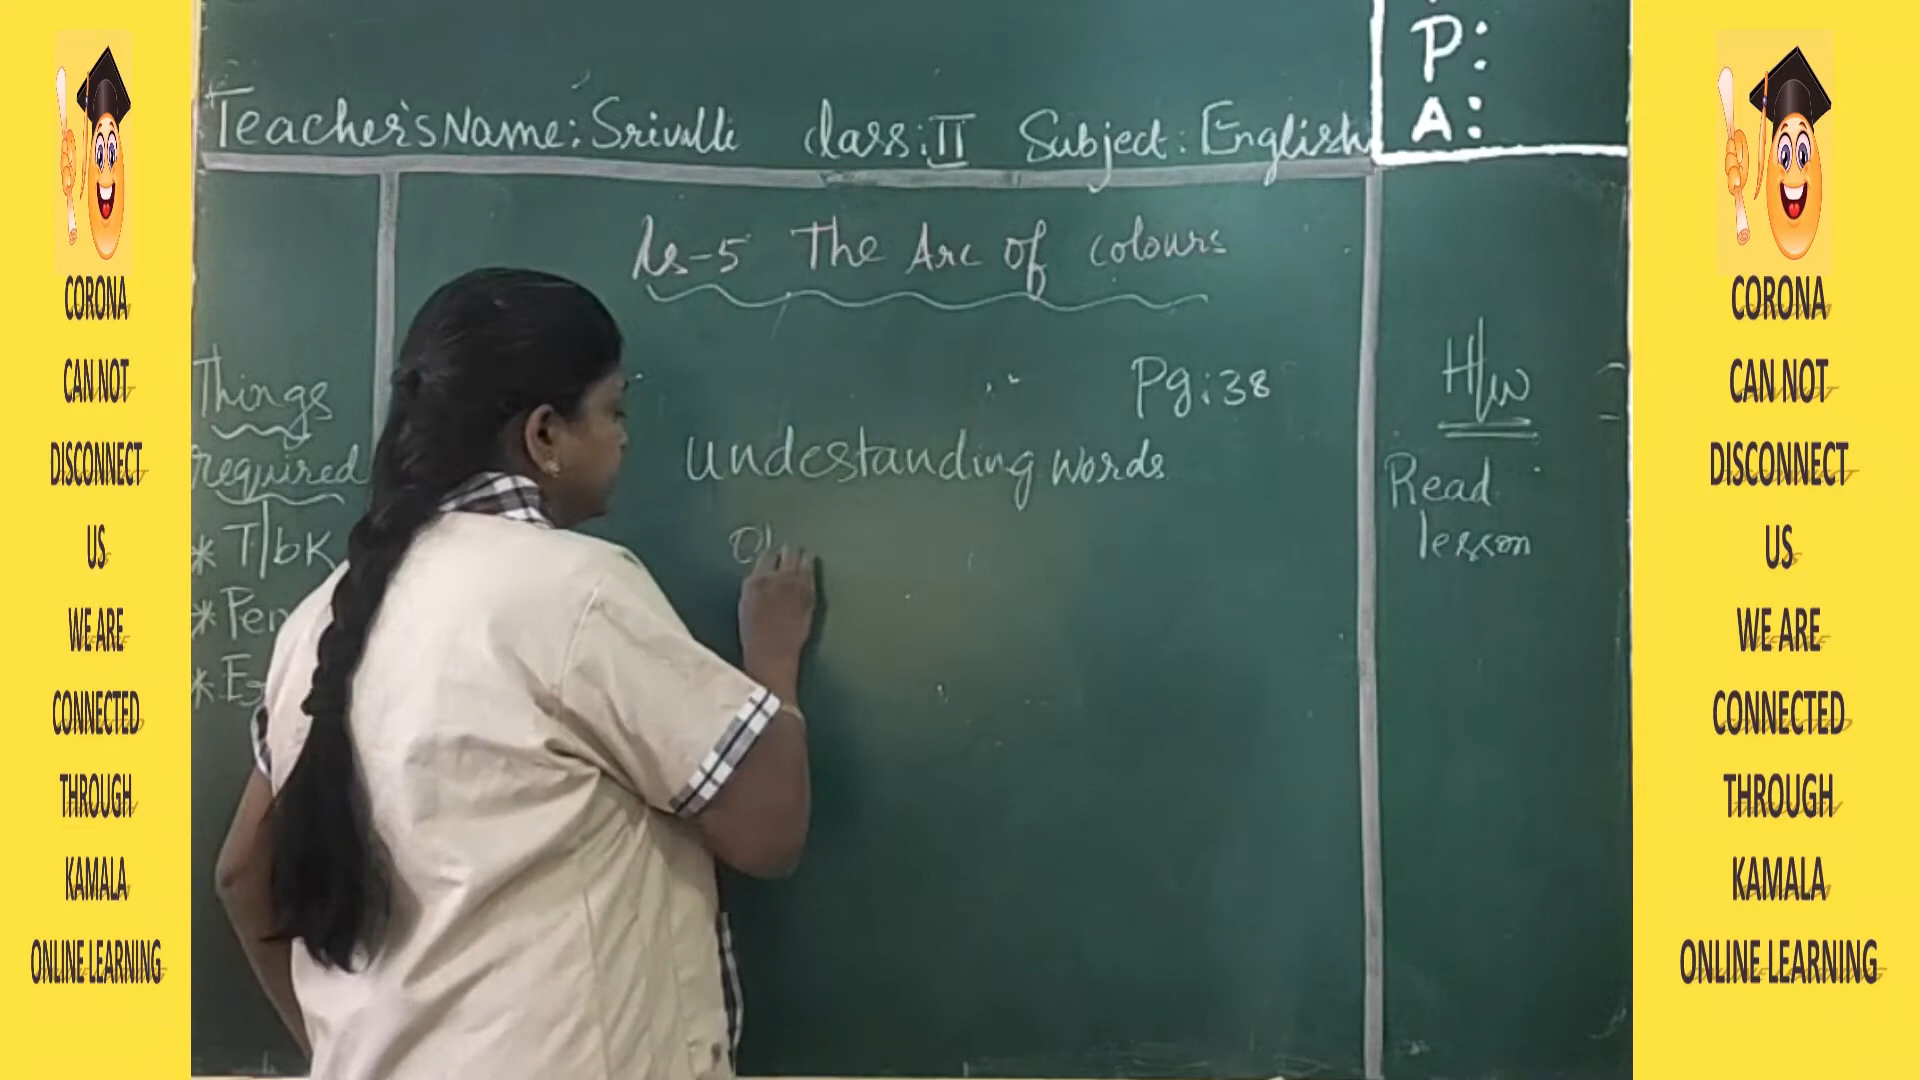 CORONA
CAN NOT
DISCONNECT
US
WE ARE
CONNECTED
THROUGH
KAMALA
ONLINE LEARNING
Teacher's Name: Srivalli Class: II Subject: English
P:
A:
Ls-5 The Arc of colours
Things
required
* T/bk
* Pen
Pg: 38
undestanding words
H/w
Read
lesson
CORONA
CAN NOT
DISCONNECT
US
WE ARE
CONNECTED
THROUGH
KAMALA
ONLINE LEARNING